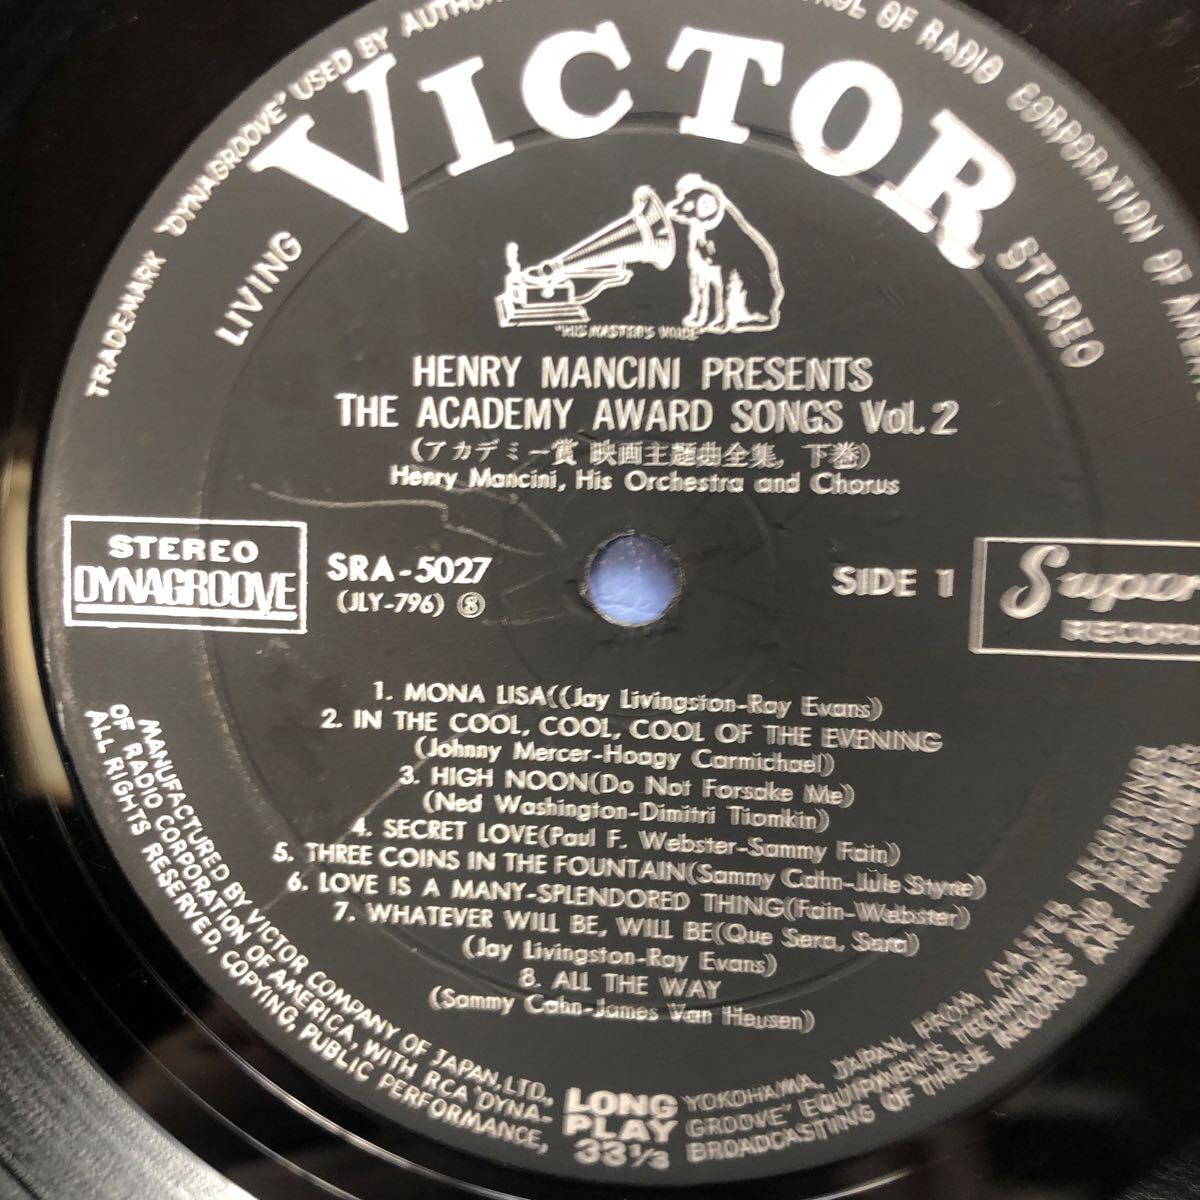 TRADEMARK 'DYNAGROOVE' USED BY OF RADIO CORPORATION OF
VICTOR
LIVING
STEREO
"HIS MASTER'S VOICE"
HENRY MANCINI PRESENTS
THE ACADEMY AWARD SONGS Vol. 2
(アカデミー賞 映画主題曲全集, 下巻)
Henry Mancini, His Orchestra and Chorus
STEREO
DYNAGROOVE
SRA-5027
(JLY-796) Ⓢ
SIDE 1
1. MONA LISA((Jay Livingston-Ray Evans)
2. IN THE COOL, COOL, COOL OF THE EVENING
(Johnny Mercer-Hoagy Carmichael)
3. HIGH NOON(Do Not Forsake Me)
(Ned Washington-Dimitri Tiomkin)
4. SECRET LOVE(Paul F. Webster-Sammy Fain)
5. THREE COINS IN THE FOUNTAIN(Sammy Cahn-Jule Styne)
6. LOVE IS A MANY-SPLENDORED THING(Fain-Webster)
7. WHATEVER WILL BE, WILL BE(Que Sera, Sera)
(Jay Livingston-Ray Evans)
8. ALL THE WAY
(Sammy Cahn-James Van Heusen)
MANUFACTURED BY VICTOR COMPANY OF JAPAN, LTD., YOKOHAMA, JAPAN, FROM MASTER RECORDINGS
OF RADIO CORPORATION OF AMERICA, WITH RCA 'DYNA-GROOVE' EQUIPMENTS, TECHNIQUES AND
ALL RIGHTS RESERVED, COPYING, PUBLIC PERFORMANCE, BROADCASTING OF THESE RECORDS ARE
LONG
PLAY
33 1/3